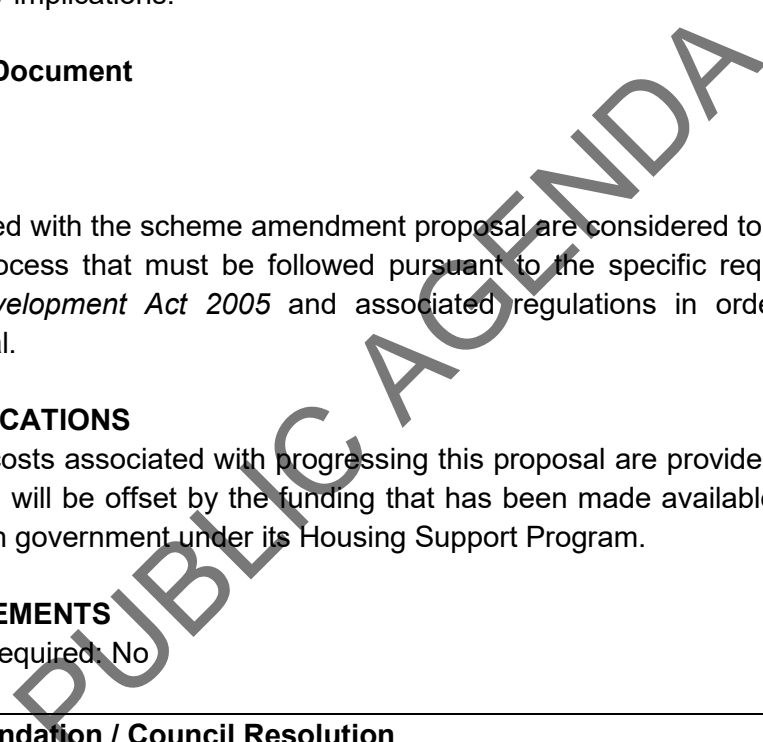 implications.
Document
ed with the scheme amendment proposal are considered to
ocess that must be followed pursuant to the specific req
velopment Act 2005 and associated regulations in orde
al.
CATIONS
costs associated with progressing this proposal are provide
will be offset by the funding that has been made available
n government under its Housing Support Program.
EMENTS
equired: No
ndation / Council Resolution
PUBLIC AGENDA